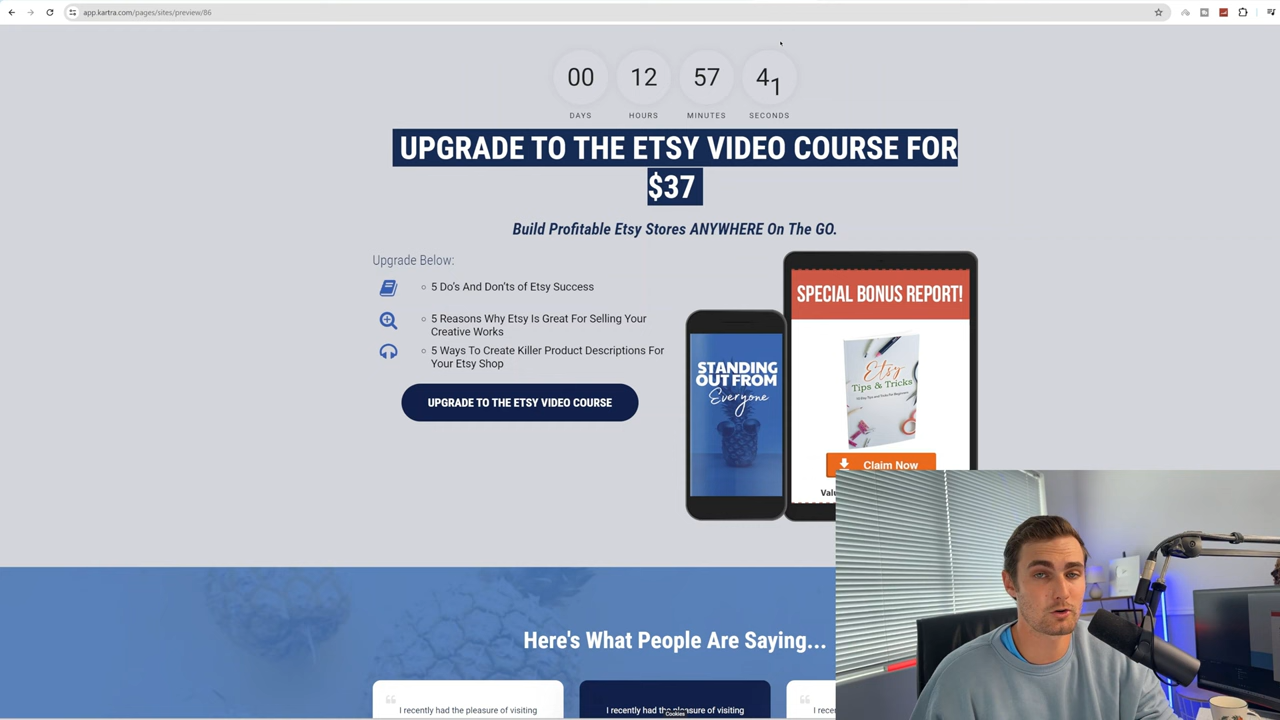 app.kartra.com/pages/sites/preview/86
00 12 57 41
DAYS HOURS MINUTES SECONDS
UPGRADE TO THE ETSY VIDEO COURSE FOR
$37
Build Profitable Etsy Stores ANYWHERE On The GO.
Upgrade Below:
5 Do's And Don'ts of Etsy Success
5 Reasons Why Etsy Is Great For Selling Your
Creative Works
5 Ways To Create Killer Product Descriptions For
Your Etsy Shop
UPGRADE TO THE ETSY VIDEO COURSE
STANDING
OUT FROM
Everyone
SPECIAL BONUS REPORT!
Etsy
Tips & Tricks
Claim Now
Here's What People Are Saying...
I recently had the pleasure of visiting
I recently had the pleasure of visiting
Cookies